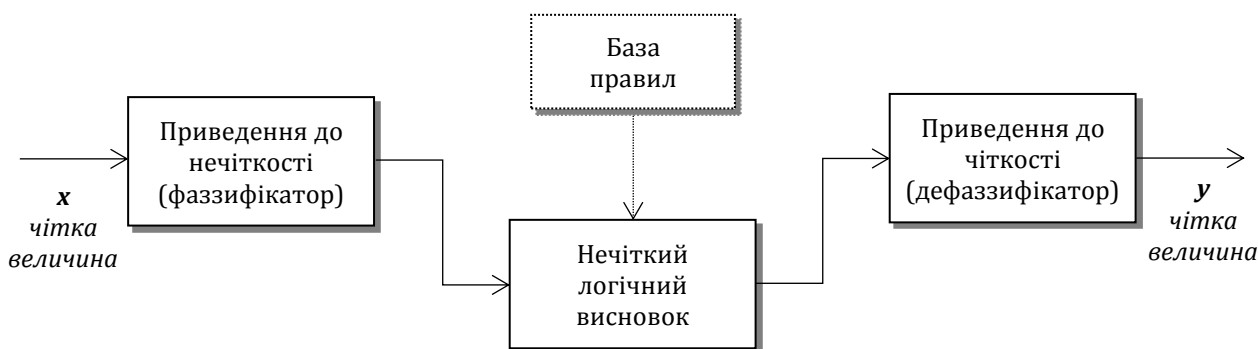 База
правил
Приведення до
нечіткості
(фаззифікатор)
Приведення до
чіткості
(дефаззифікатор)
x
чітка
величина
y
чітка
величина
Нечіткий
логічний
висновок